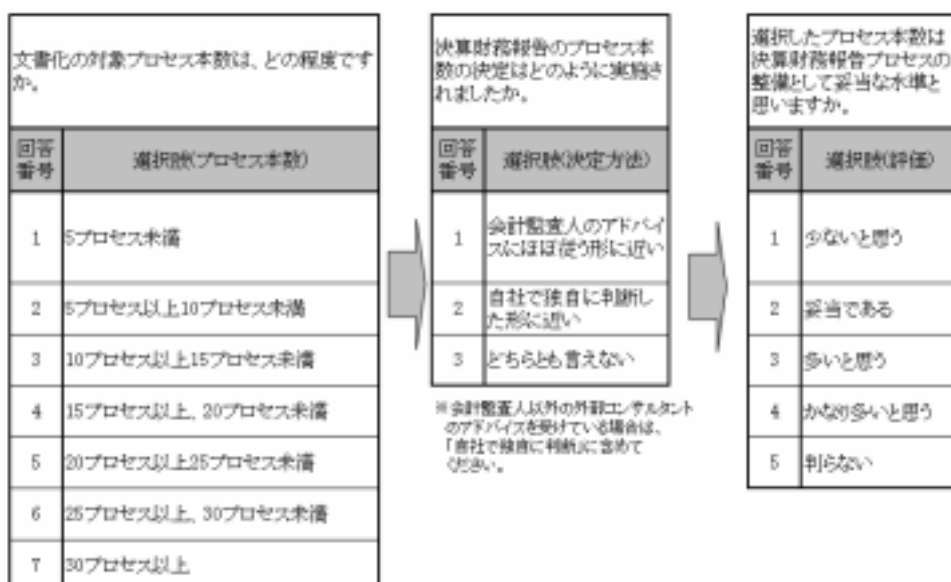 文書化の対象プロセス本数は、どの程度です
か。
回答
番号
選択肢(プロセス本数)
1 5プロセス未満
2 5プロセス以上10プロセス未満
3 10プロセス以上15プロセス未満
4 15プロセス以上、20プロセス未満
5 20プロセス以上25プロセス未満
6 25プロセス以上、30プロセス未満
7 30プロセス以上
決算財務報告のプロセス本
数の決定はどのように実施さ
れましたか。
回答
番号
選択肢(決定方法)
1 会計監査人のアドバイ
スにほぼ従う形に近い
2 自社で独自に判断し
た形に近い
3 どちらとも言えない
※会計監査人以外の外部コンサルタント
のアドバイスを受けている場合は、
「自社で独自に判断」に含めて
ください。
選択したプロセス本数は
決算財務報告プロセスの
整備として妥当な水準と
思いますか。
回答
番号
選択肢(評価)
1 少ないと思う
2 妥当である
3 多いと思う
4 かなり多いと思う
5 判らない